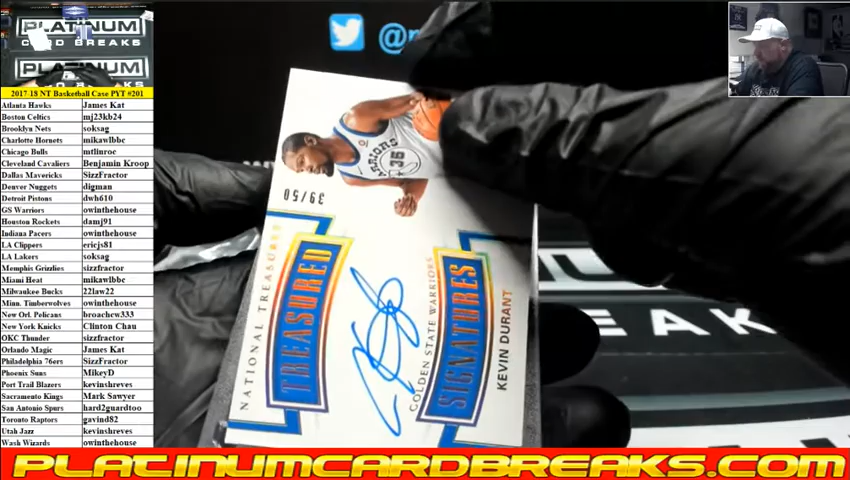 PLATINUM
CARD BREAKS
PLATINUM
2017-18 NT Basketball Case PYT #201
Atlanta Hawks James Kat
Boston Celtics mj23kb24
Brooklyn Nets soksag
Charlotte Hornets mikawlbbc
Chicago Bulls mtlinroe
Cleveland Cavaliers Benjamin Kroop
Dallas Mavericks SizzFractor
Denver Nuggets digman
Detroit Pistons dwh610
GS Warriors owinthehouse
Houston Rockets damj91
Indiana Pacers owinthehouse
LA Clippers ericjs81
LA Lakers soksag
Memphis Grizzlies sizzfractor
Miami Heat mikawlbbc
Milwaukee Bucks 22law22
Minn. Timberwolves owinthehouse
New Orl. Pelicans broachcw333
New York Knicks Clinton Chau
OKC Thunder sizzfractor
Orlando Magic James Kat
Philadelphia 76ers SizzFractor
Phoenix Suns MikeyD
Port Trail Blazers kevinshrevs
Sacramento Kings Mark Sawyer
San Antonio Spurs hard2guardtoo
Toronto Raptors gavind82
Utah Jazz kevinshrevs
Wash Wizards owinthehouse
@
39/50
NATIONAL TREASURES
TREASURED
GOLDEN STATE WARRIORS
SIGNATURES
KEVIN DURANT
WARRIORS
35
EAK
PLATINUMCARDBREAKS.COM